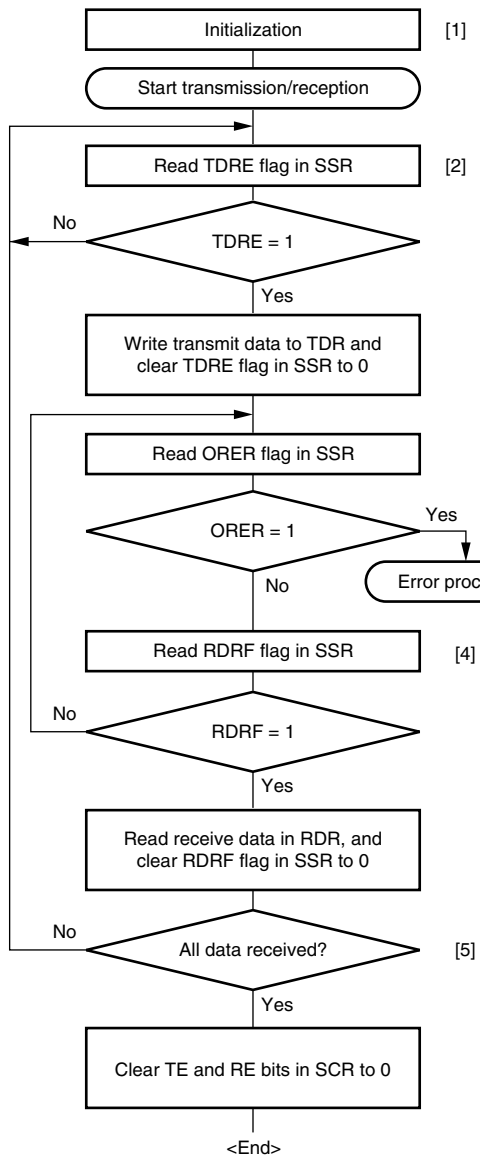 Initialization [1]
Start transmission/reception
Read TDRE flag in SSR [2]
No
TDRE = 1
Yes
Write transmit data to TDR and
clear TDRE flag in SSR to 0
Read ORER flag in SSR
ORER = 1
Yes
No
Error proc
Read RDRF flag in SSR [4]
No
RDRF = 1
Yes
Read receive data in RDR, and
clear RDRF flag in SSR to 0
No
All data received? [5]
Yes
Clear TE and RE bits in SCR to 0
<End>